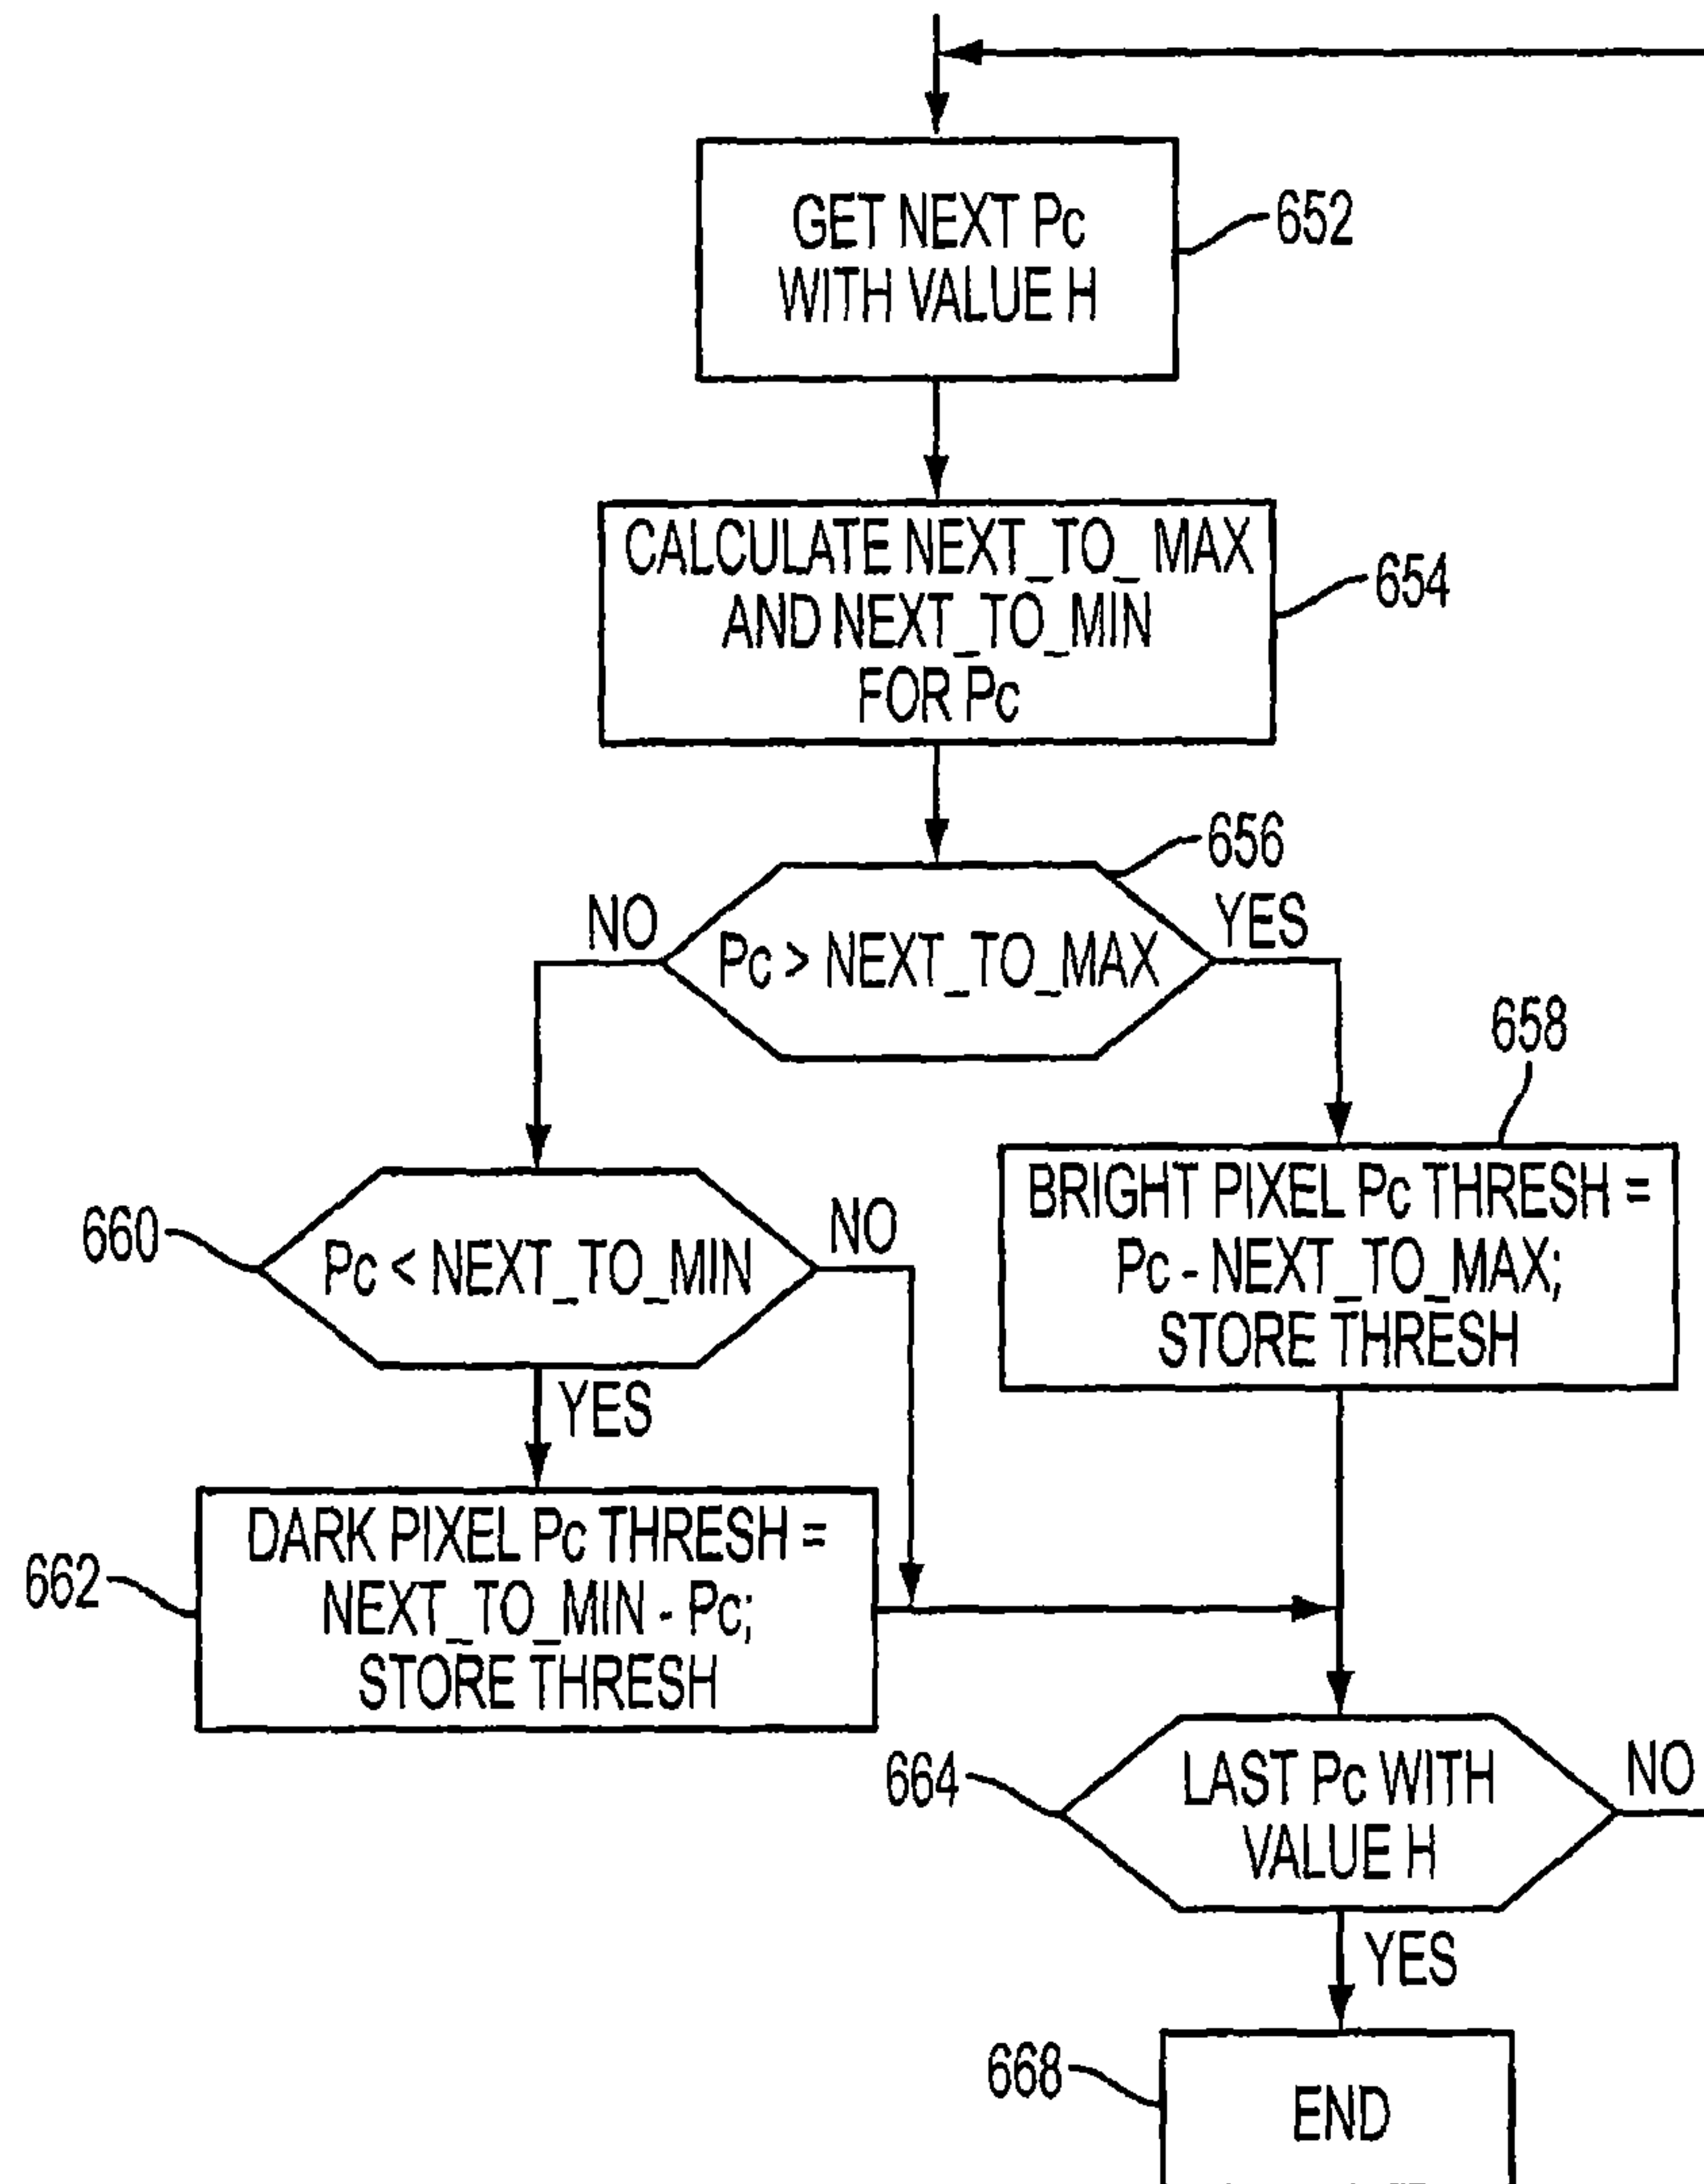 GET NEXT Pc
WITH VALUE H
652
CALCULATE NEXT_TO_ MAX
AND NEXT_TO_MIN
FOR Pc
654
656
NO
Pc > NEXT_TO_MAX
YES
658
BRIGHT PIXEL Pc THRESH =
Pc - NEXT_TO_MAX;
STORE THRESH
660
Pc < NEXT_TO_MIN
NO
YES
662
DARK PIXEL Pc THRESH =
NEXT_TO_MIN - Pc;
STORE THRESH
664
LAST Pc WITH
VALUE H
NO
YES
668
END